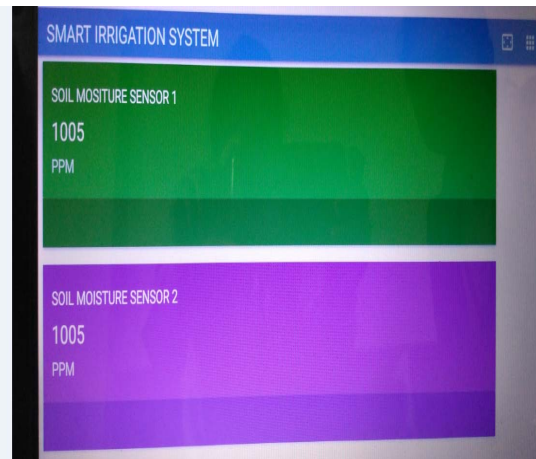 SMART IRRIGATION SYSTEM
SOIL MOSITURE SENSOR 1
1005
PPM
SOIL MOISTURE SENSOR 2
1005
PPM